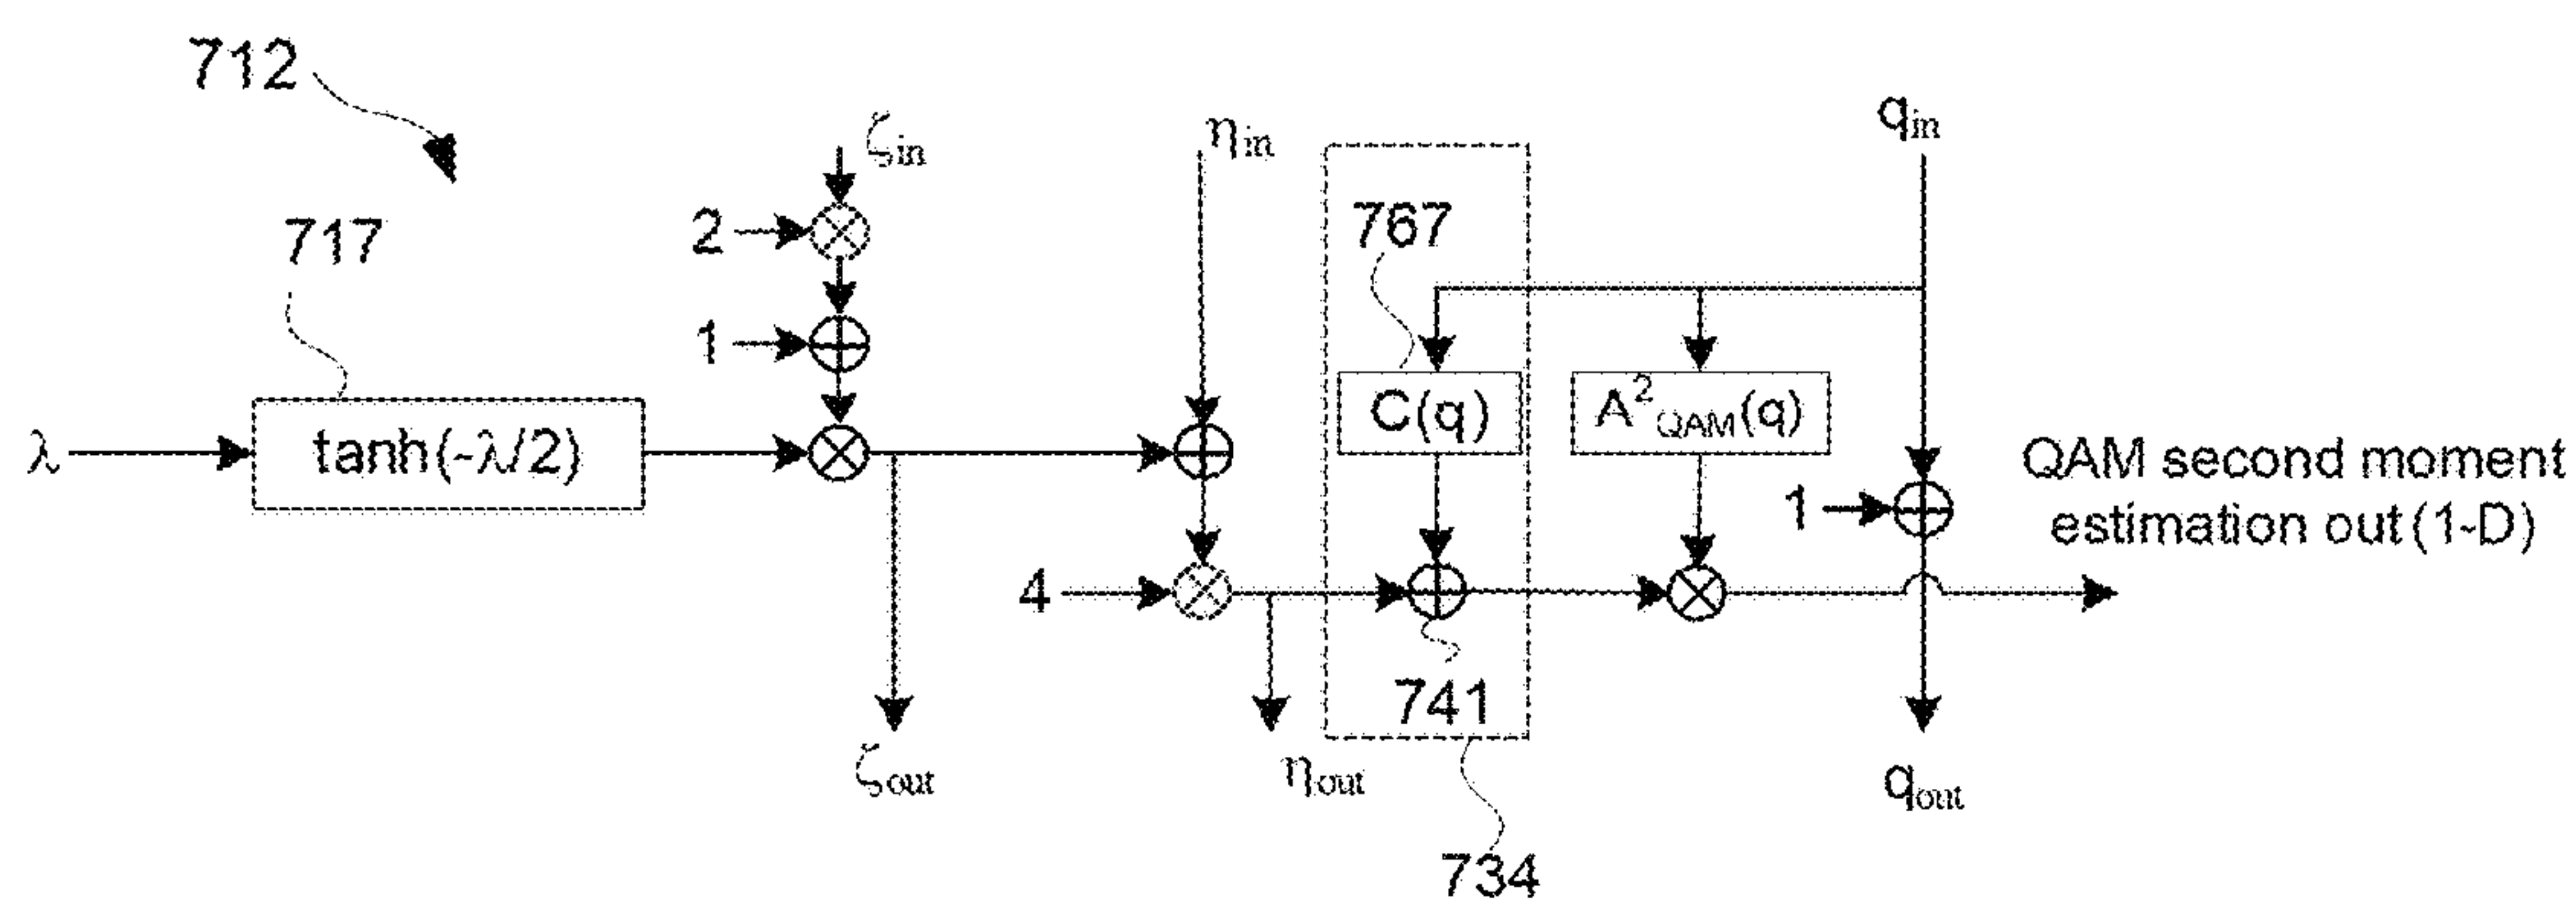 712
ζin
ηin
qin
717
2
767
1
C(q)
A²QAM(q)
λ
tanh(-λ/2)
QAM second moment
estimation out (1-D)
1
4
741
ζout
ηout
qout
734